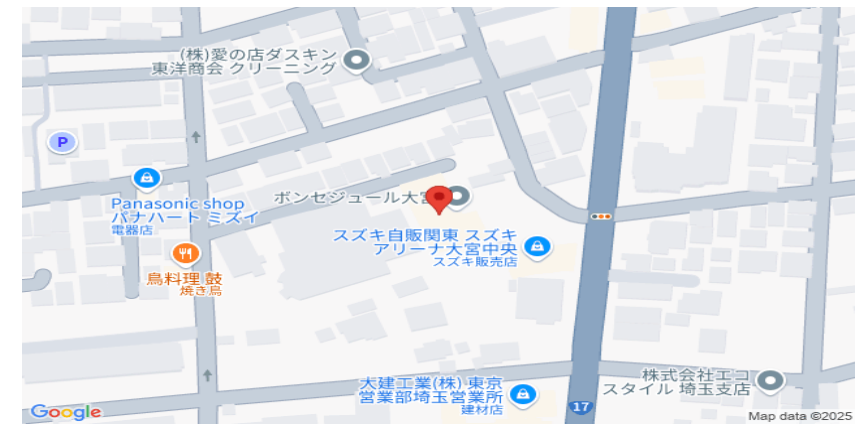 (株)愛の店ダスキン
東洋商会 クリーニング
P
Panasonic shop
パナハート ミズイ
電器店
ボンセジュール大宮
スズキ自販関東 スズキ
アリーナ大宮中央
スズキ販売店
鳥料理 鼓
焼き鳥
大建工業(株) 東京
営業部埼玉営業所
建材店
株式会社エコ
スタイル 埼玉支店
17
Google
Map data ©2025